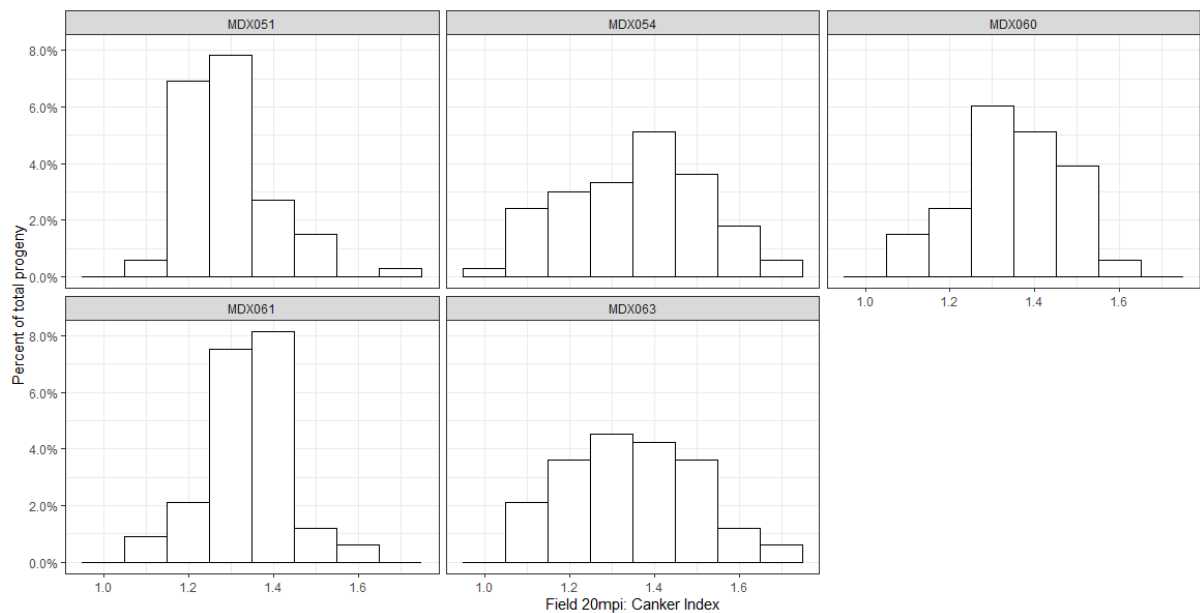 MDX051 MDX054 MDX060
8.0%
6.0%
4.0%
2.0%
0.0%
1.0 1.2 1.4 1.6
MDX061 MDX063
8.0%
6.0%
4.0%
2.0%
0.0%
1.0 1.2 1.4 1.6 1.0 1.2 1.4 1.6
Percent of total progeny
Field 20mpi: Canker Index